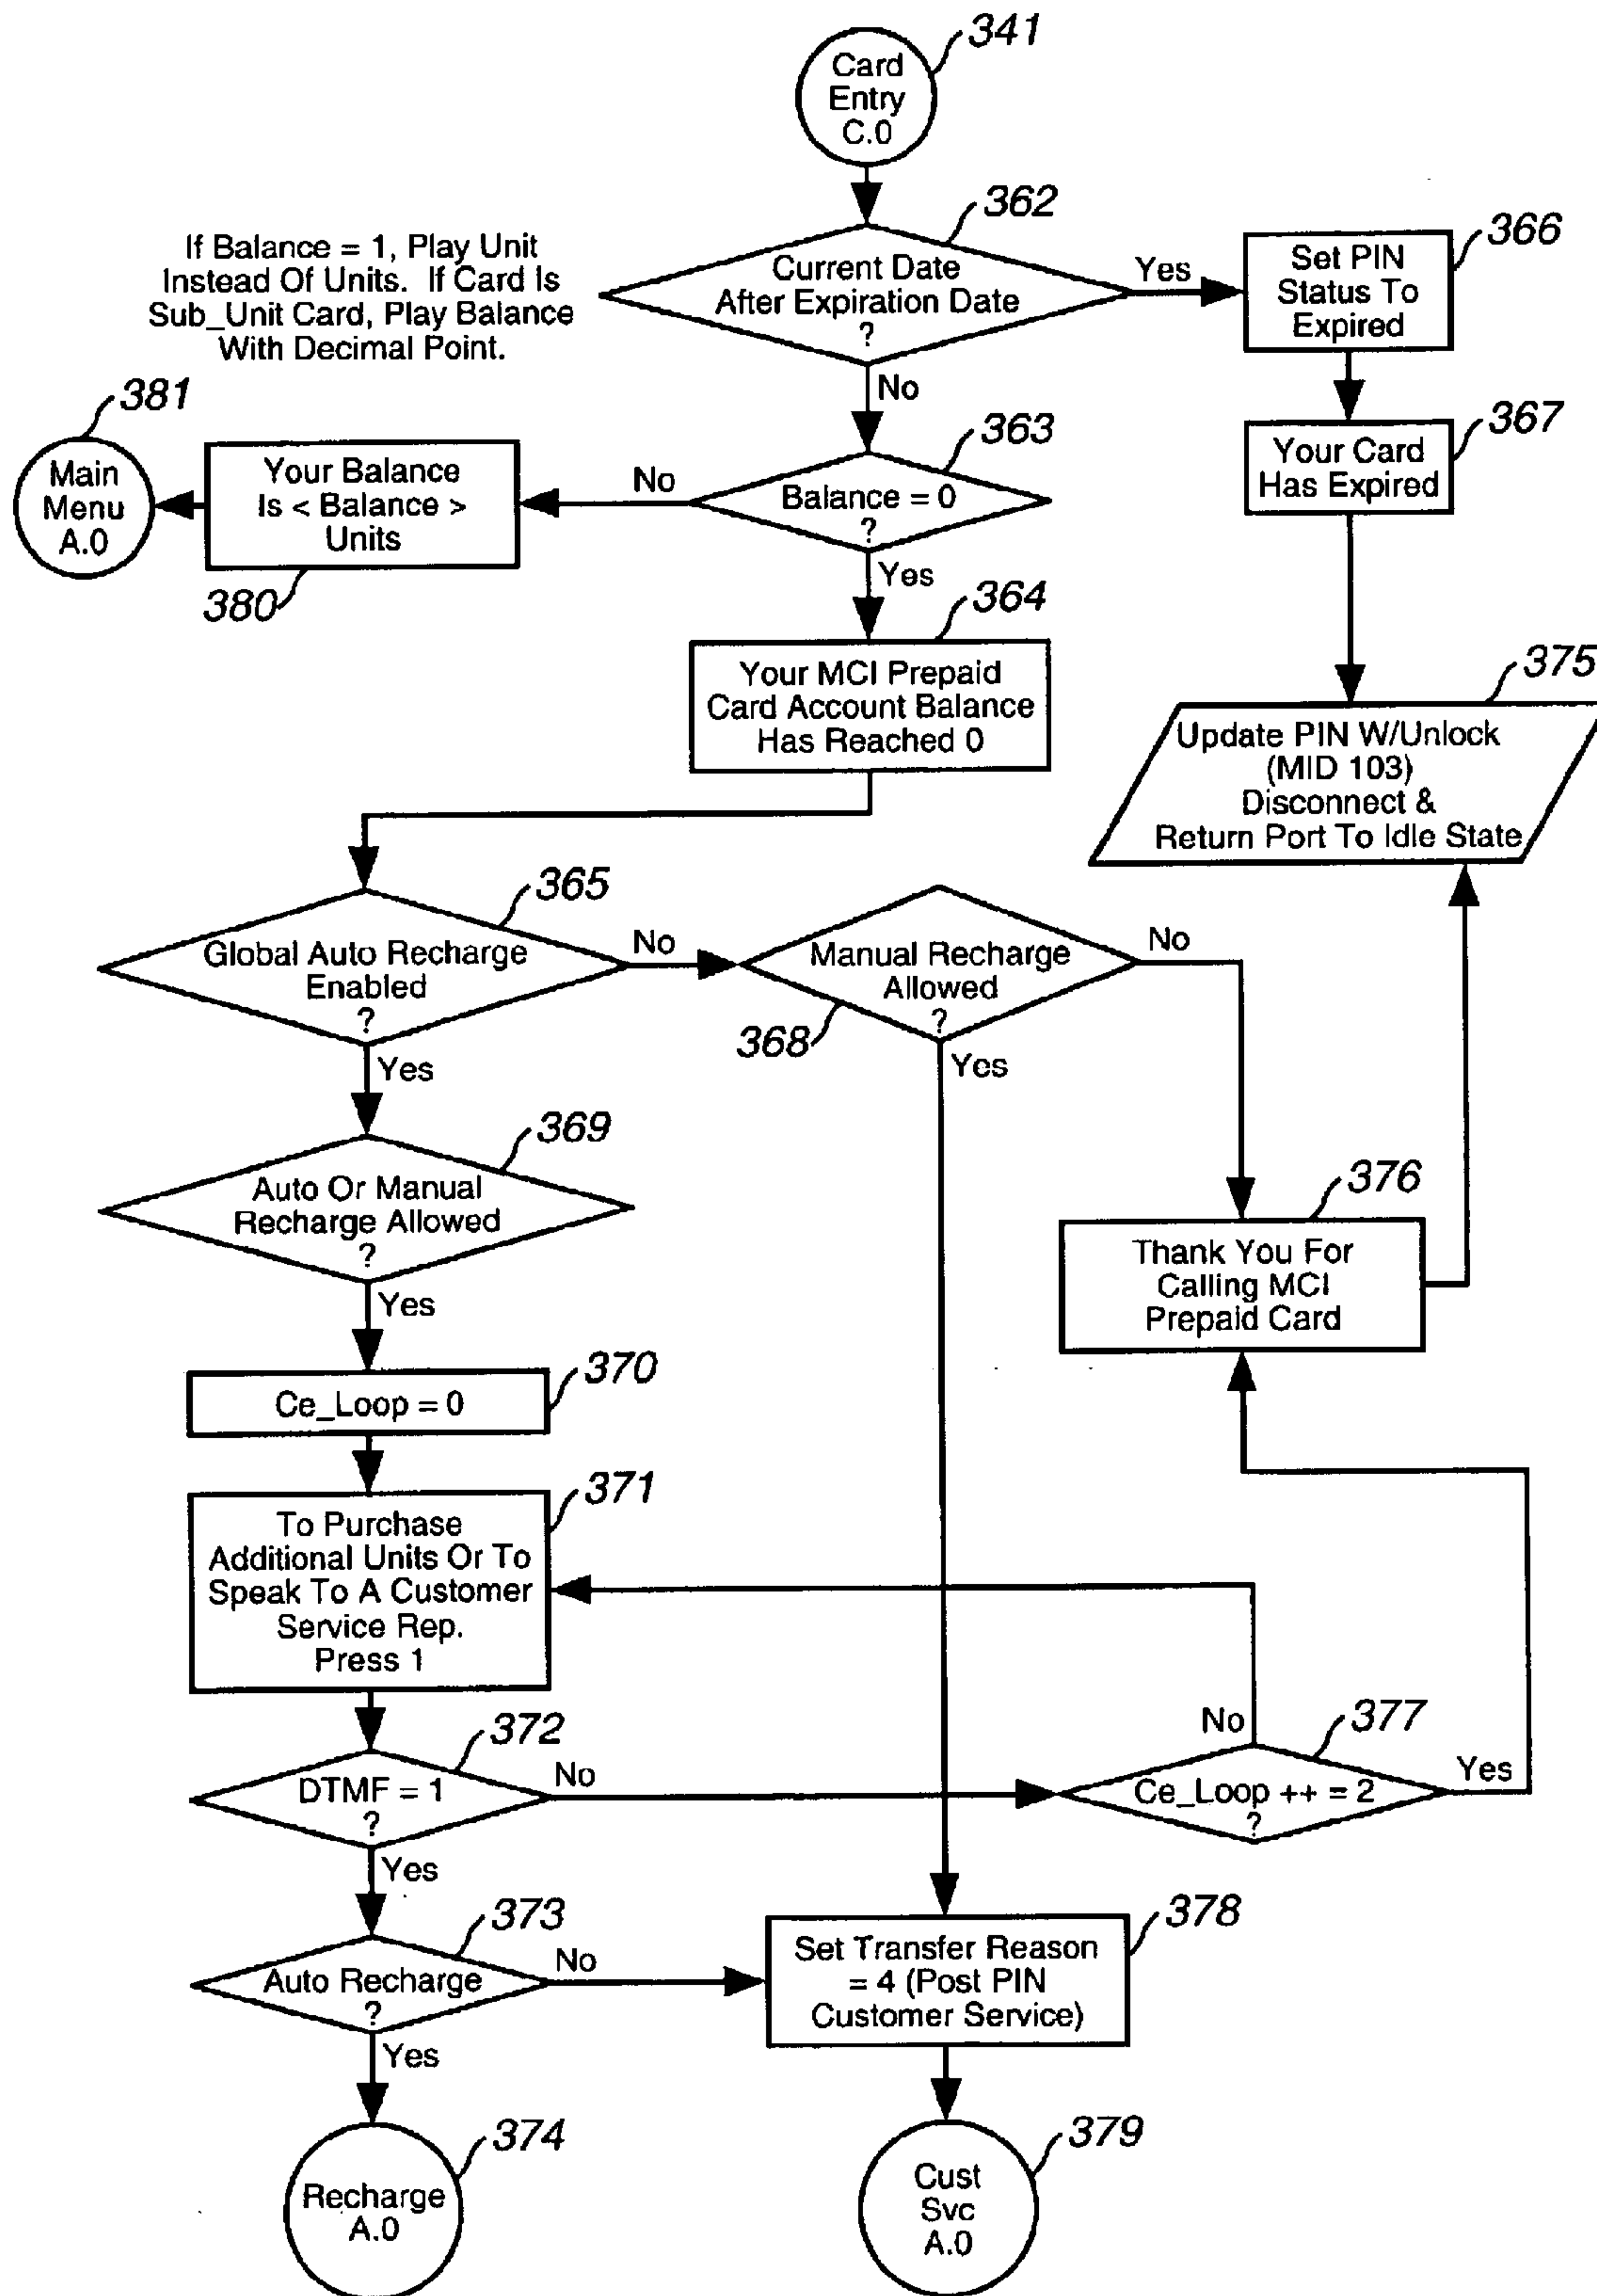 341
Card
Entry
C.0
362
Current Date
After Expiration Date
?
Yes
No
366
Set PIN
Status To
Expired
If Balance = 1, Play Unit
Instead Of Units. If Card Is
Sub_Unit Card, Play Balance
With Decimal Point.
367
Your Card
Has Expired
381
Main
Menu
A.0
Your Balance
Is < Balance >
Units
380
No
363
Balance = 0
?
Yes
364
Your MCI Prepaid
Card Account Balance
Has Reached 0
375
Update PIN W/Unlock
(MID 103)
Disconnect &
Return Port To Idle State
365
Global Auto Recharge
Enabled
?
No
Yes
Manual Recharge
Allowed
?
368
No
Yes
369
Auto Or Manual
Recharge Allowed
?
Yes
376
Thank You For
Calling MCI
Prepaid Card
370
Ce_Loop = 0
371
To Purchase
Additional Units Or To
Speak To A Customer
Service Rep.
Press 1
372
DTMF = 1
?
No
Yes
377
No
Ce_Loop ++ = 2
?
Yes
373
Auto Recharge
?
No
Yes
378
Set Transfer Reason
= 4 (Post PIN
Customer Service)
374
Recharge
A.0
379
Cust
Svc
A.0